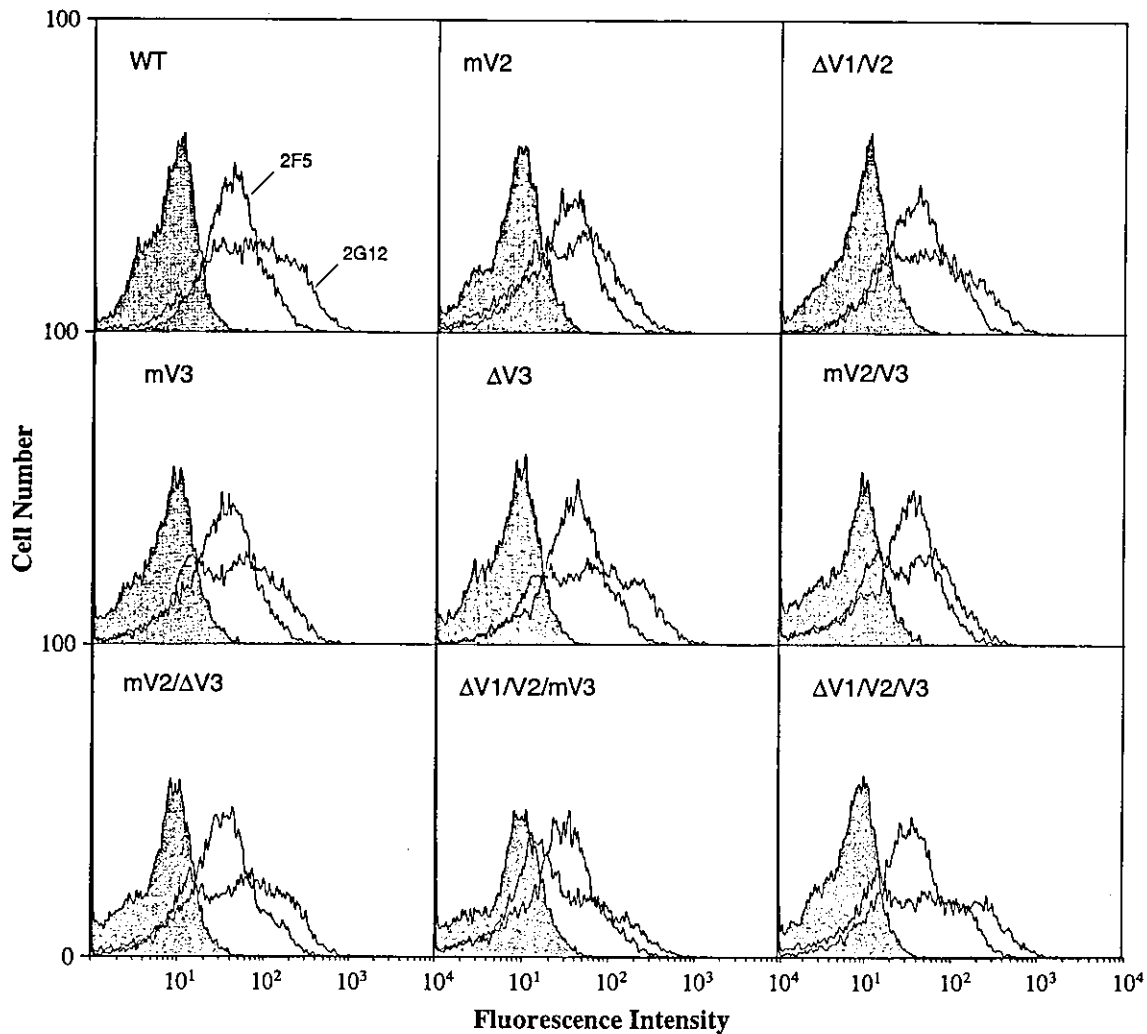 100
WT
2F5
2G12
mV2
ΔV1/V2
100
mV3
ΔV3
mV2/V3
Cell Number
100
mV2/ΔV3
ΔV1/V2/mV3
ΔV1/V2/V3
0
10¹ 10² 10³ 10⁴ 10¹ 10² 10³ 10⁴ 10¹ 10² 10³ 10⁴
Fluorescence Intensity